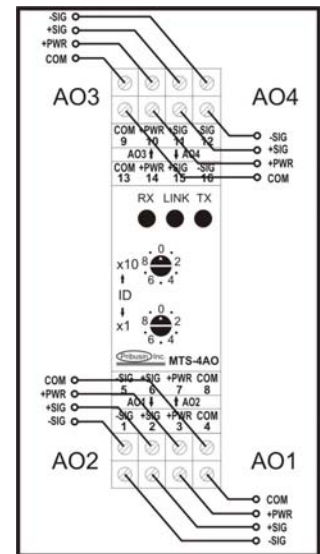 -SIG
+SIG
+PWR
COM
AO3
AO4
COM +PWR +SIG -SIG
9 10 11 12
AO3 ⬆ ⬇ AO4
COM +PWR +SIG -SIG
13 14 15 16
-SIG
+SIG
+PWR
COM
RX LINK TX
0
8 2
x10
6 4
ID
0
8 2
x1
6 4
Pribusin Inc.
MTS-4AO
-SIG +SIG +PWR COM
5 6 7 8
AO1 ⬇ ⬆ AO2
-SIG +SIG +PWR COM
1 2 3 4
COM
+PWR
+SIG
-SIG
AO2
AO1
COM
+PWR
+SIG
-SIG